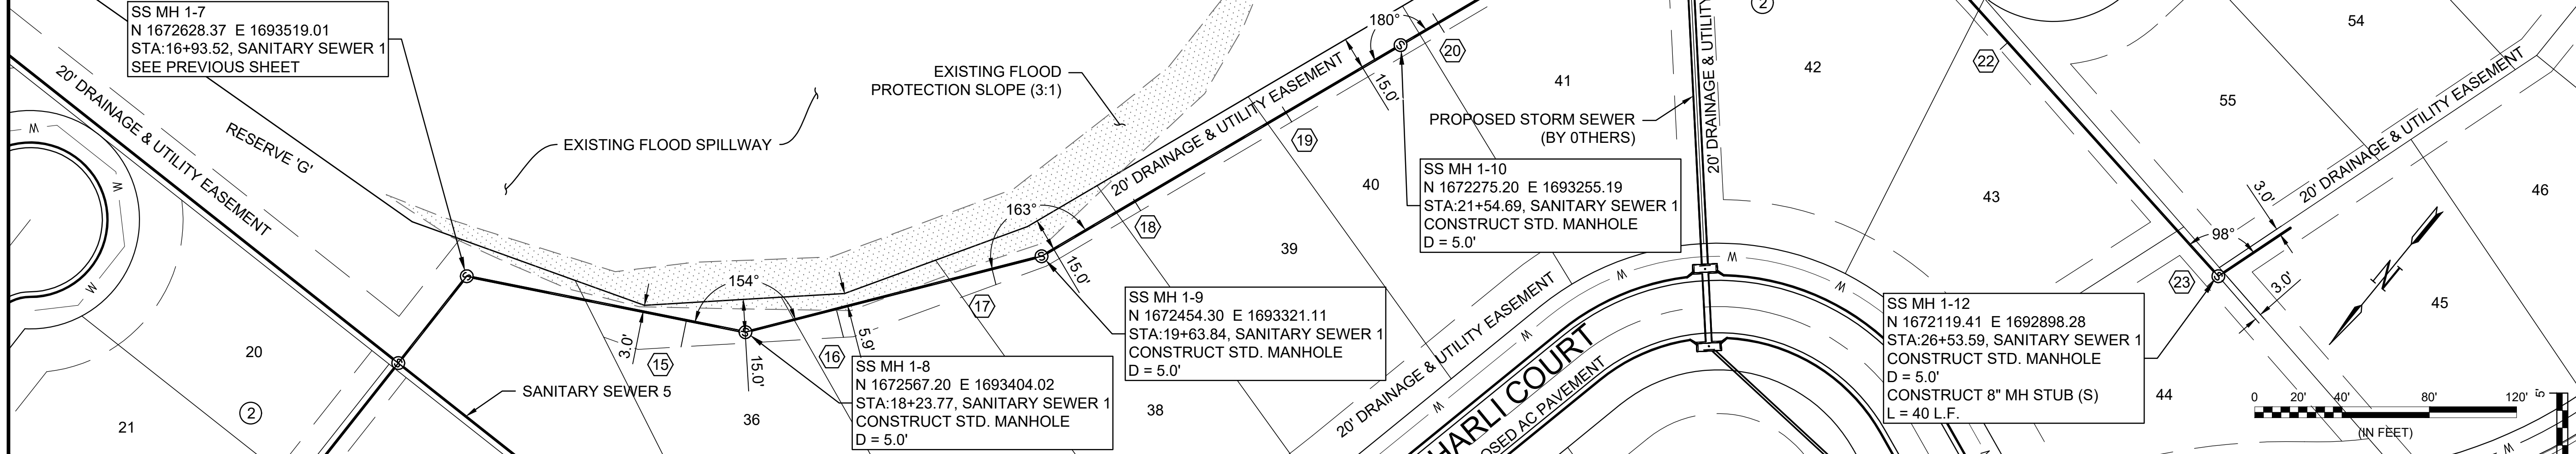 SS MH 1-7
N 1672628.37 E 1693519.01
STA:16+93.52, SANITARY SEWER 1
SEE PREVIOUS SHEET
20' DRAINAGE & UTILITY EASEMENT
RESERVE 'G'
W
W
W
20
21
2
EXISTING FLOOD SPILLWAY
EXISTING FLOOD
PROTECTION SLOPE (3:1)
SANITARY SEWER 5
S
S
S
3.0'
15
154°
15.0'
16
5.9'
36
SS MH 1-8
N 1672567.20 E 1693404.02
STA:18+23.77, SANITARY SEWER 1
CONSTRUCT STD. MANHOLE
D = 5.0'
17
163°
S
15.0'
18
20' DRAINAGE & UTILITY EASEMENT
19
SS MH 1-9
N 1672454.30 E 1693321.11
STA:19+63.84, SANITARY SEWER 1
CONSTRUCT STD. MANHOLE
D = 5.0'
38
39
40
180°
S
15.0'
20
41
PROPOSED STORM SEWER
(BY 0THERS)
SS MH 1-10
N 1672275.20 E 1693255.19
STA:21+54.69, SANITARY SEWER 1
CONSTRUCT STD. MANHOLE
D = 5.0'
20' DRAINAGE & UTILITY
2
42
20' DRAINAGE & UTILITY EASEMENT
HARLI COURT
OSED AC PAVEMENT
W
W
W
W
W
W
22
43
54
55
20' DRAINAGE & UTILITY EASEMENT
46
3.0'
98°
23
3.0'
N
45
SS MH 1-12
N 1672119.41 E 1692898.28
STA:26+53.59, SANITARY SEWER 1
CONSTRUCT STD. MANHOLE
D = 5.0'
CONSTRUCT 8" MH STUB (S)
L = 40 L.F.
44
0 20' 40' 80' 120'
(IN FEET)
5'
W
W